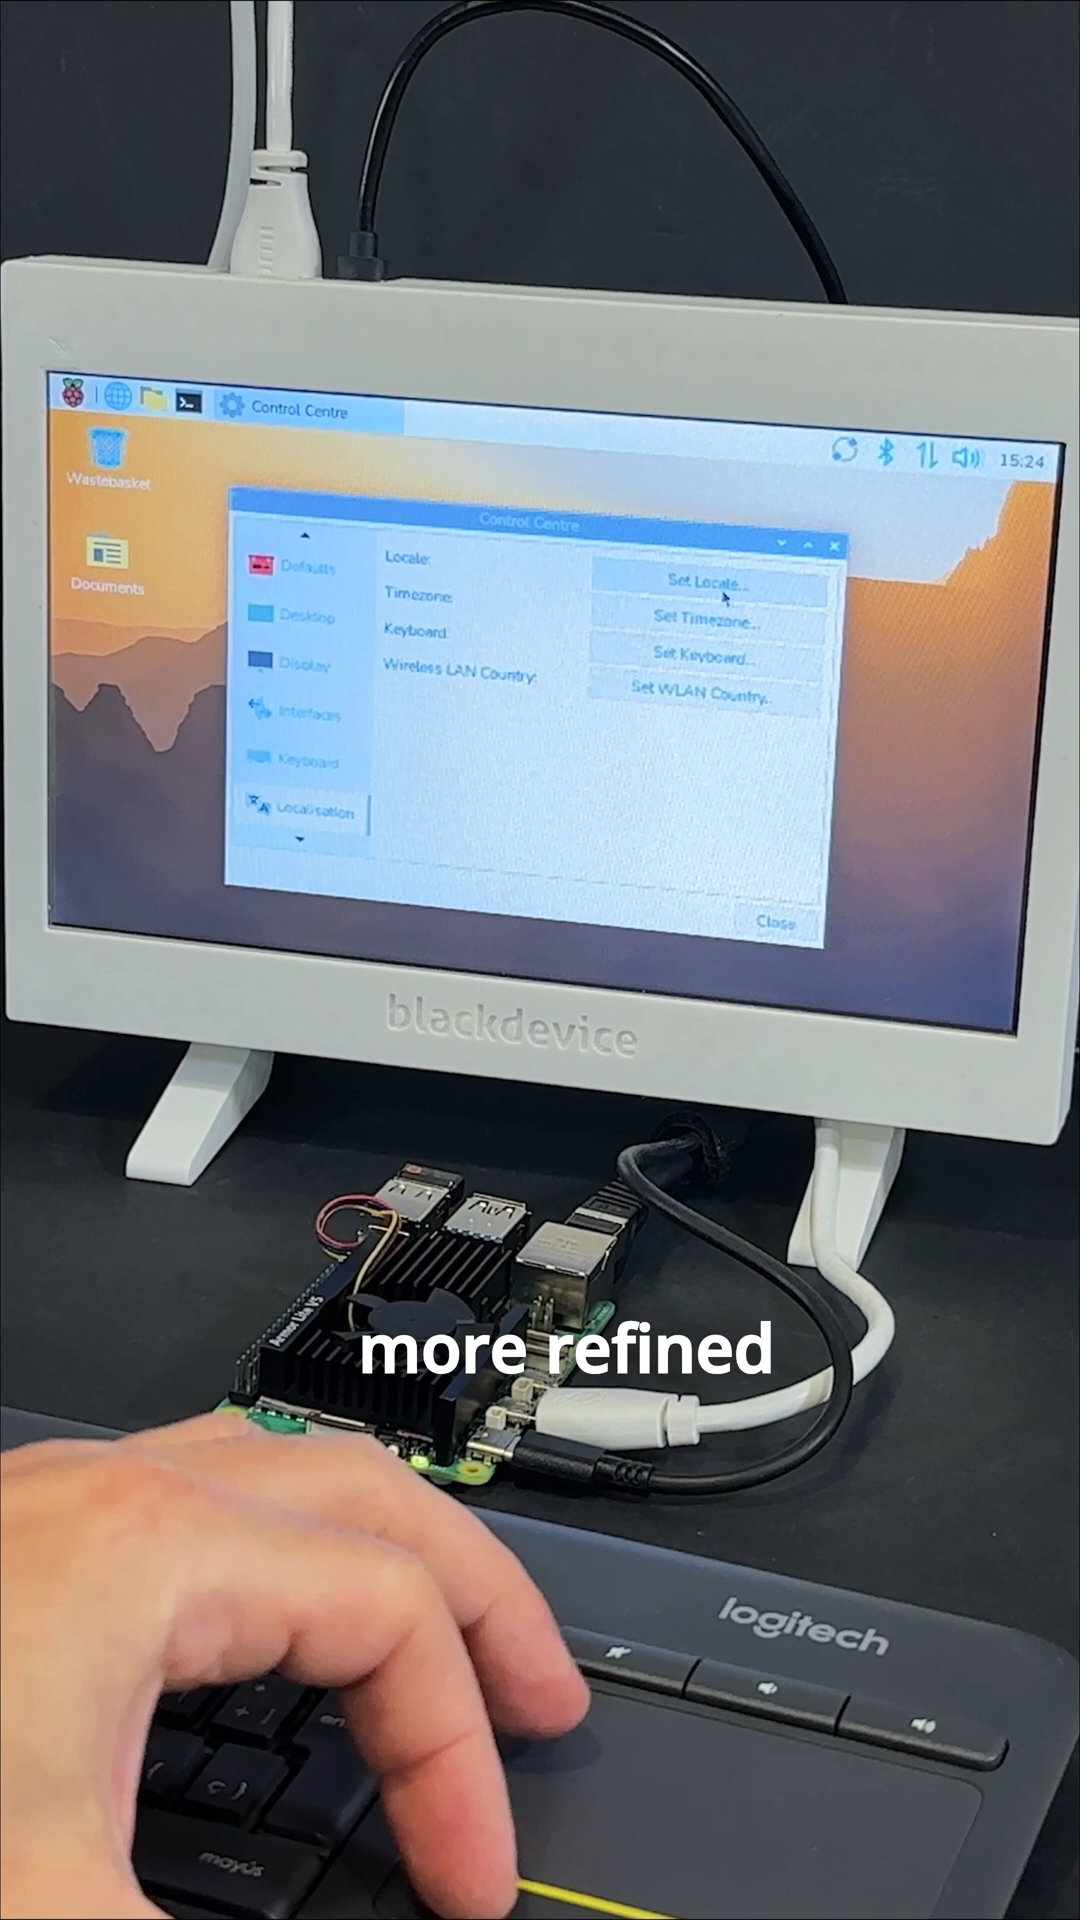 Control Centre
15:24
Wastebasket
Documents
Control Centre
Defaults
Desktop
Display
Interfaces
Keyboard
Localisation
Locale:
Timezone:
Keyboard:
Wireless LAN Country:
Set Locale...
Set Timezone...
Set Keyboard...
Set WLAN Country...
Close
blackdevice
Armor Lite V5
more refined
logitech
mayús